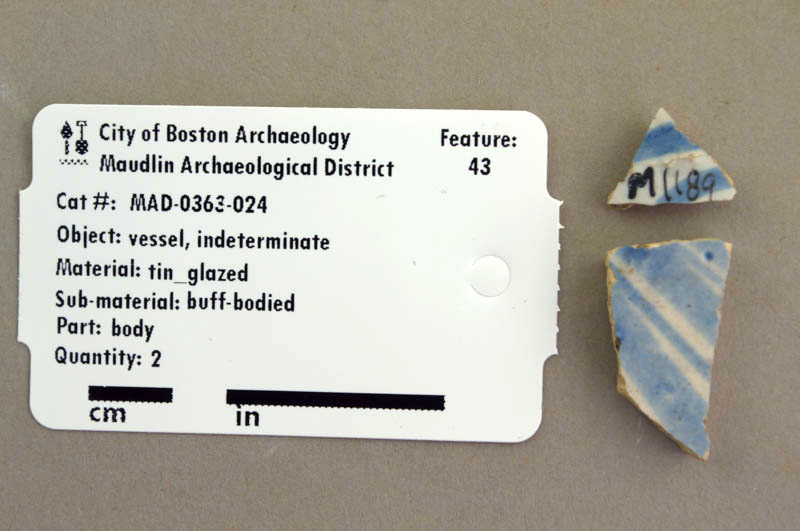 City of Boston Archaeology
Maudlin Archaeological District
Feature:
43
Cat #: MAD-0363-024
Object: vessel, indeterminate
Material: tin_glazed
Sub-material: buff-bodied
Part: body
Quantity: 2
cm
in
M1189